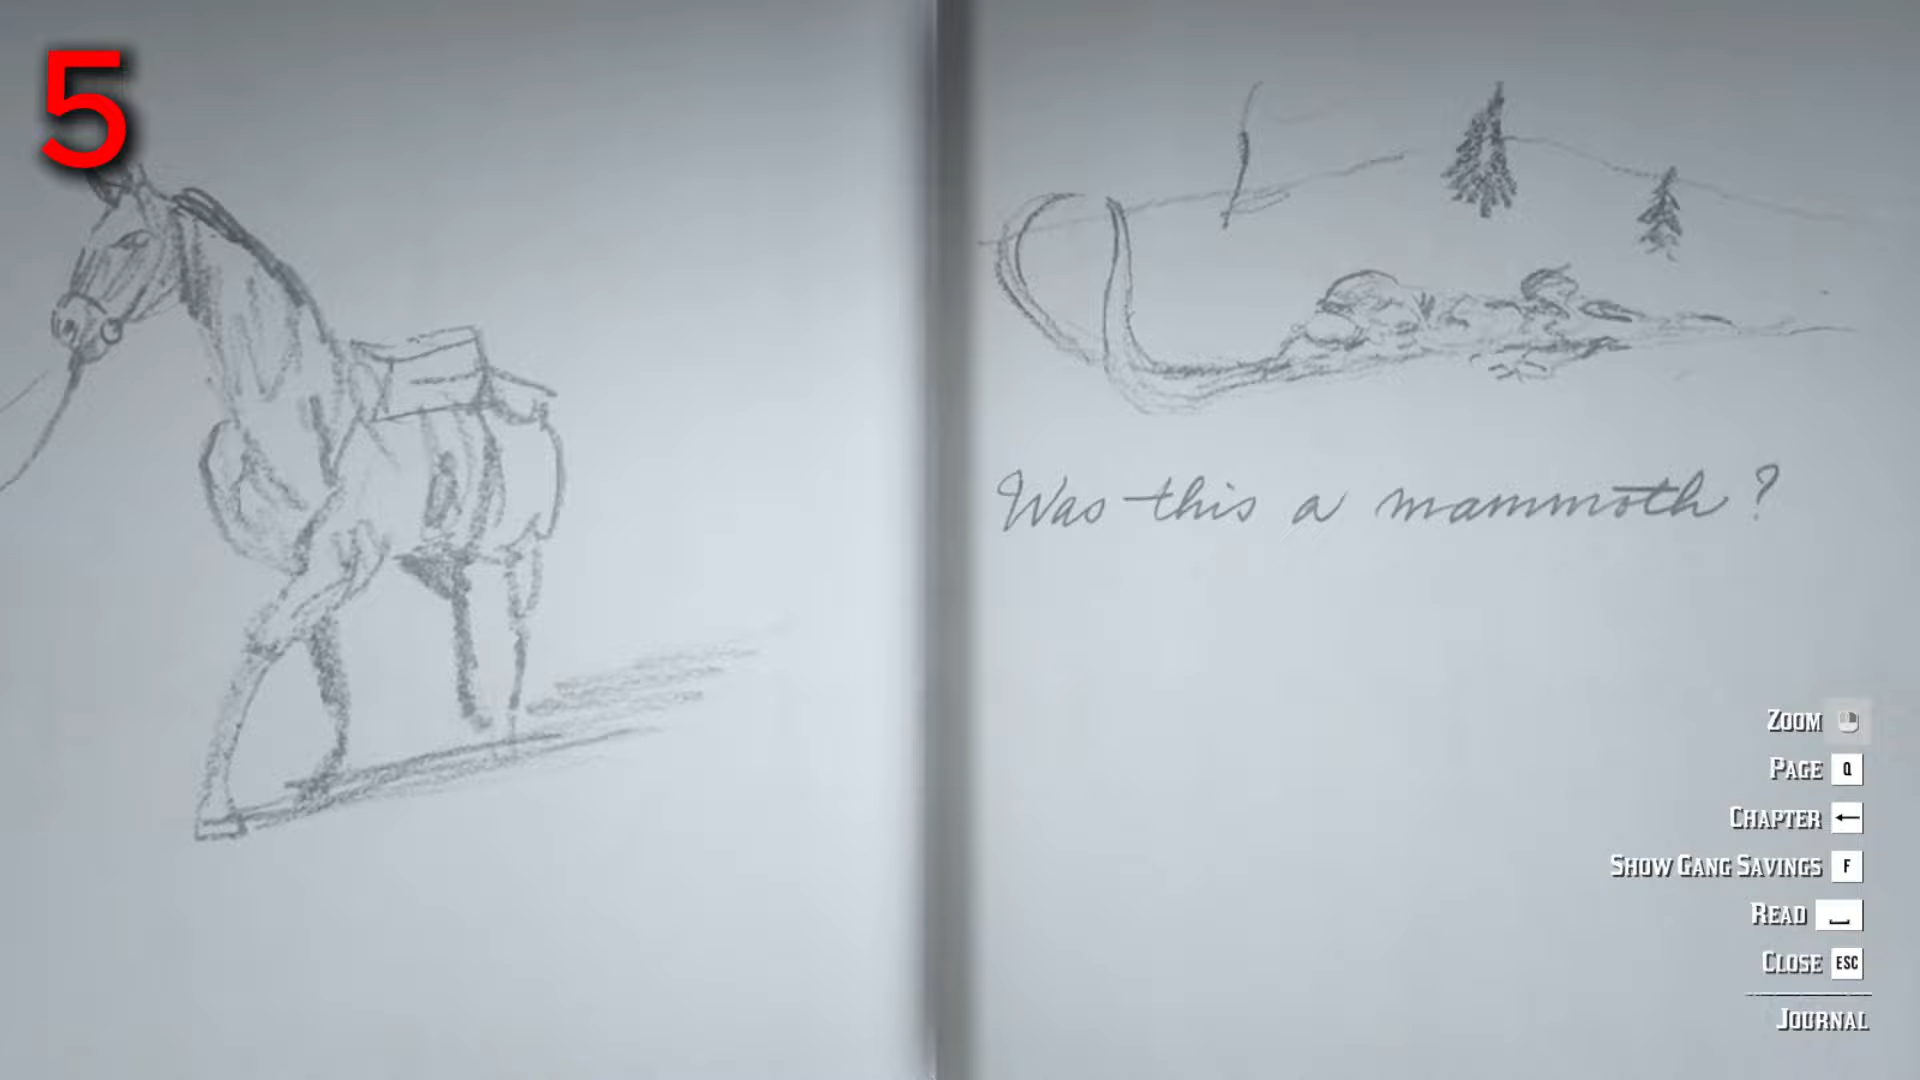 5
Was this a mammoth?
ZOOM
PAGE Q
CHAPTER ←
SHOW GANG SAVINGS F
READ
CLOSE ESC
JOURNAL